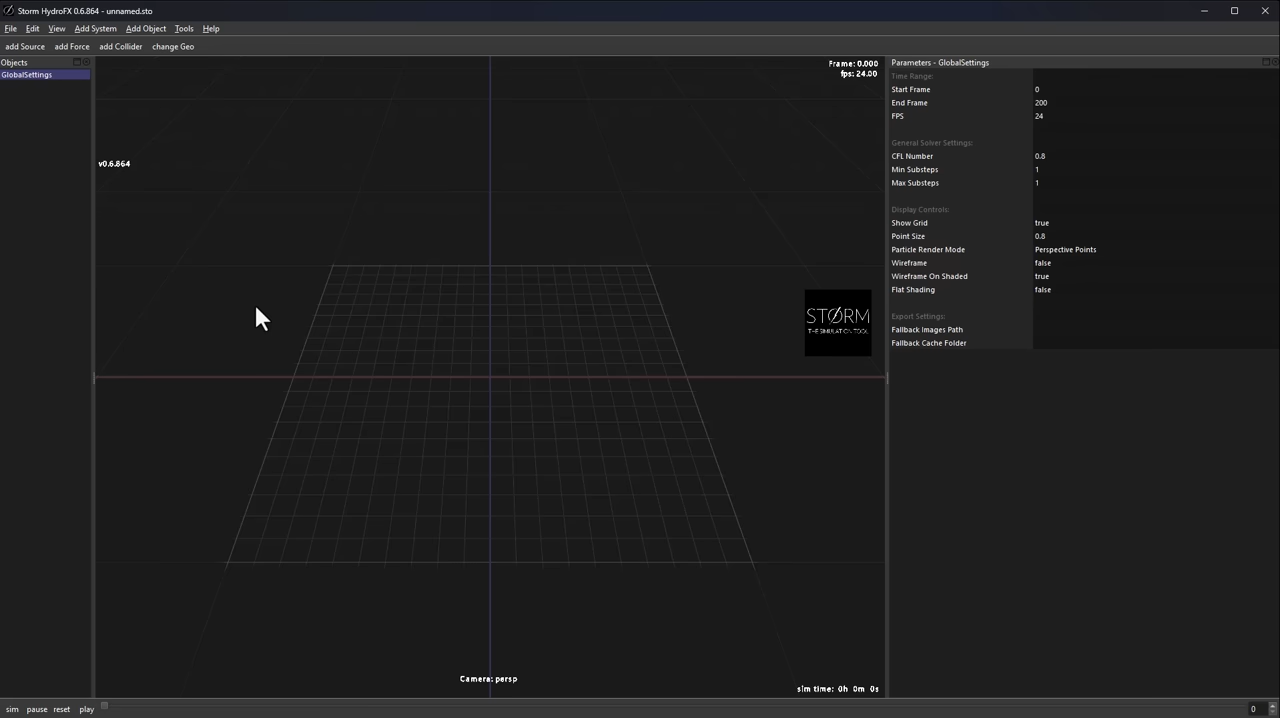 Storm HydroFX 0.6.864 - unnamed.sto
File Edit View Add System Add Object Tools Help
add Source add Force add Collider change Geo
Objects
GlobalSettings
Frame: 0.000
fps: 24.00
v0.6.864
STORM
THE SIMULATION TOOL
Camera: persp
sim time: 0h 0m 0s
Parameters - GlobalSettings
Time Range:
Start Frame 0
End Frame 200
FPS 24
General Solver Settings:
CFL Number 0.8
Min Substeps 1
Max Substeps 1
Display Controls:
Show Grid true
Point Size 0.8
Particle Render Mode Perspective Points
Wireframe false
Wireframe On Shaded true
Flat Shading false
Export Settings:
Fallback Images Path
Fallback Cache Folder
sim pause reset play 0